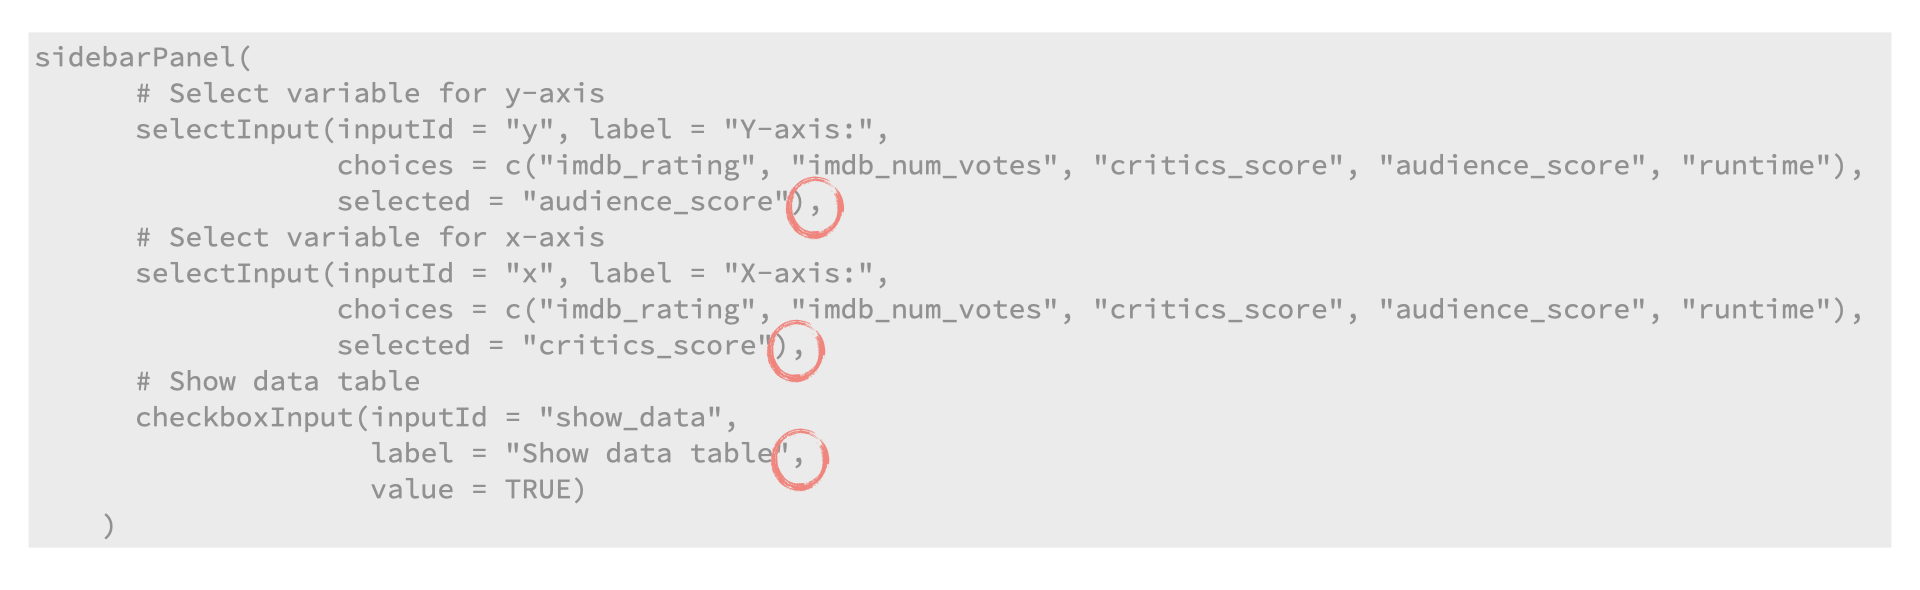 sidebarPanel(
# Select variable for y-axis
selectInput(inputId = "y", label = "Y-axis:",
choices = c("imdb_rating", "imdb_num_votes", "critics_score", "audience_score", "runtime"),
selected = "audience_score"),
# Select variable for x-axis
selectInput(inputId = "x", label = "X-axis:",
choices = c("imdb_rating", "imdb_num_votes", "critics_score", "audience_score", "runtime"),
selected = "critics_score"),
# Show data table
checkboxInput(inputId = "show_data",
label = "Show data table",
value = TRUE)
)